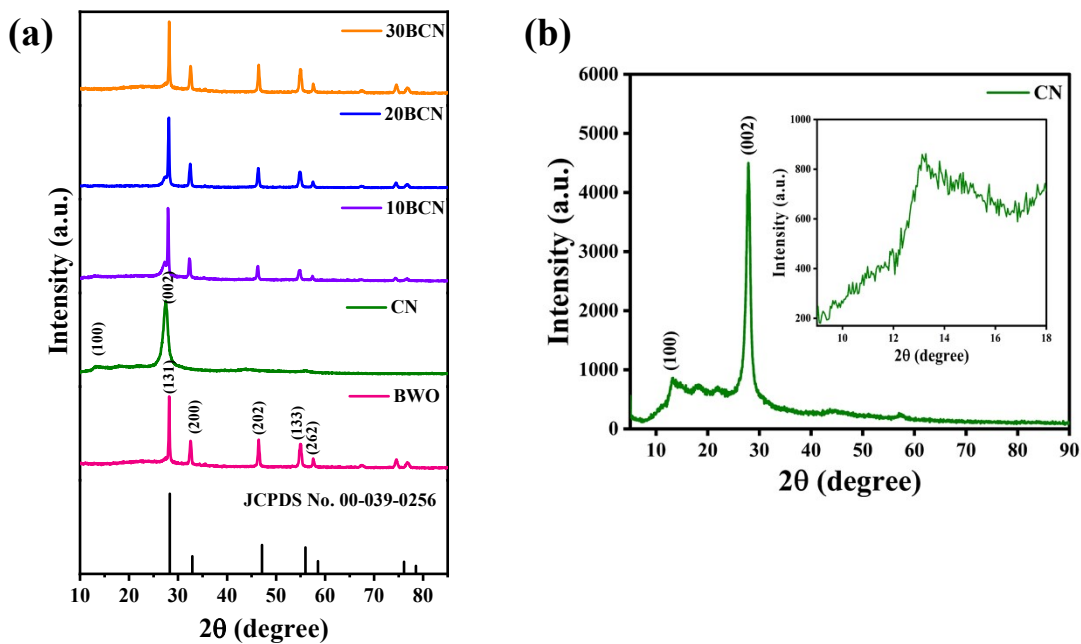 (a)
30BCN
20BCN
10BCN
(002)
CN
(100)
(131)
BWO
(200)
(202)
(133)
(262)
JCPDS No. 00-039-0256
Intensity (a.u.)
10 20 30 40 50 60 70 80
2θ (degree)
(b)
CN
6000
5000
4000
3000
2000
1000
0
Intensity (a.u.)
(002)
(100)
10 20 30 40 50 60 70 80 90
2θ (degree)
1000
800
600
400
200
Intensity (a.u.)
10 12 14 16 18
2θ (degree)